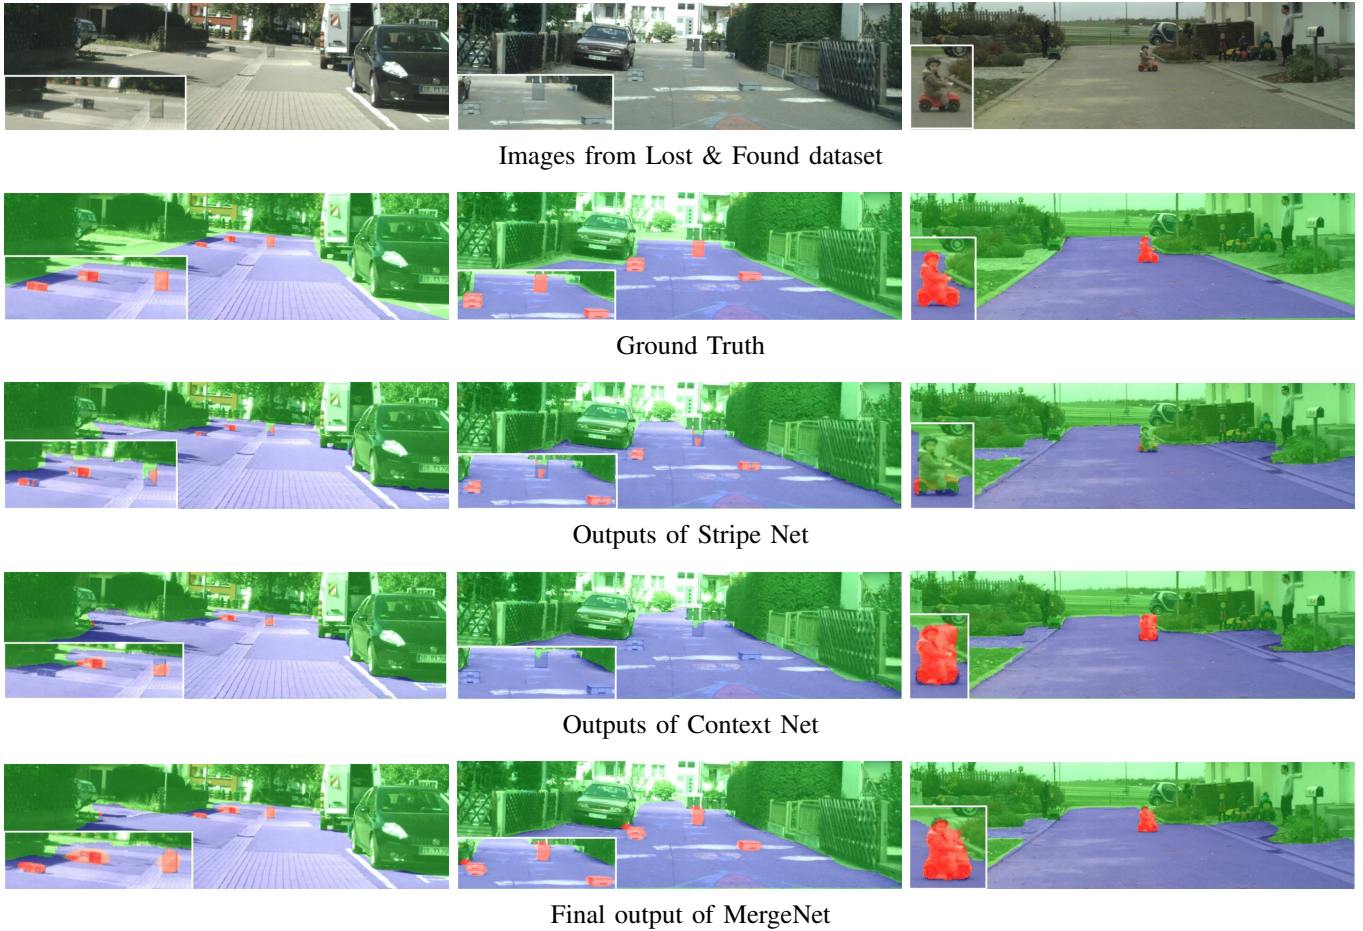 Images from Lost & Found dataset
Ground Truth
Outputs of Stripe Net
Outputs of Context Net
Final output of MergeNet